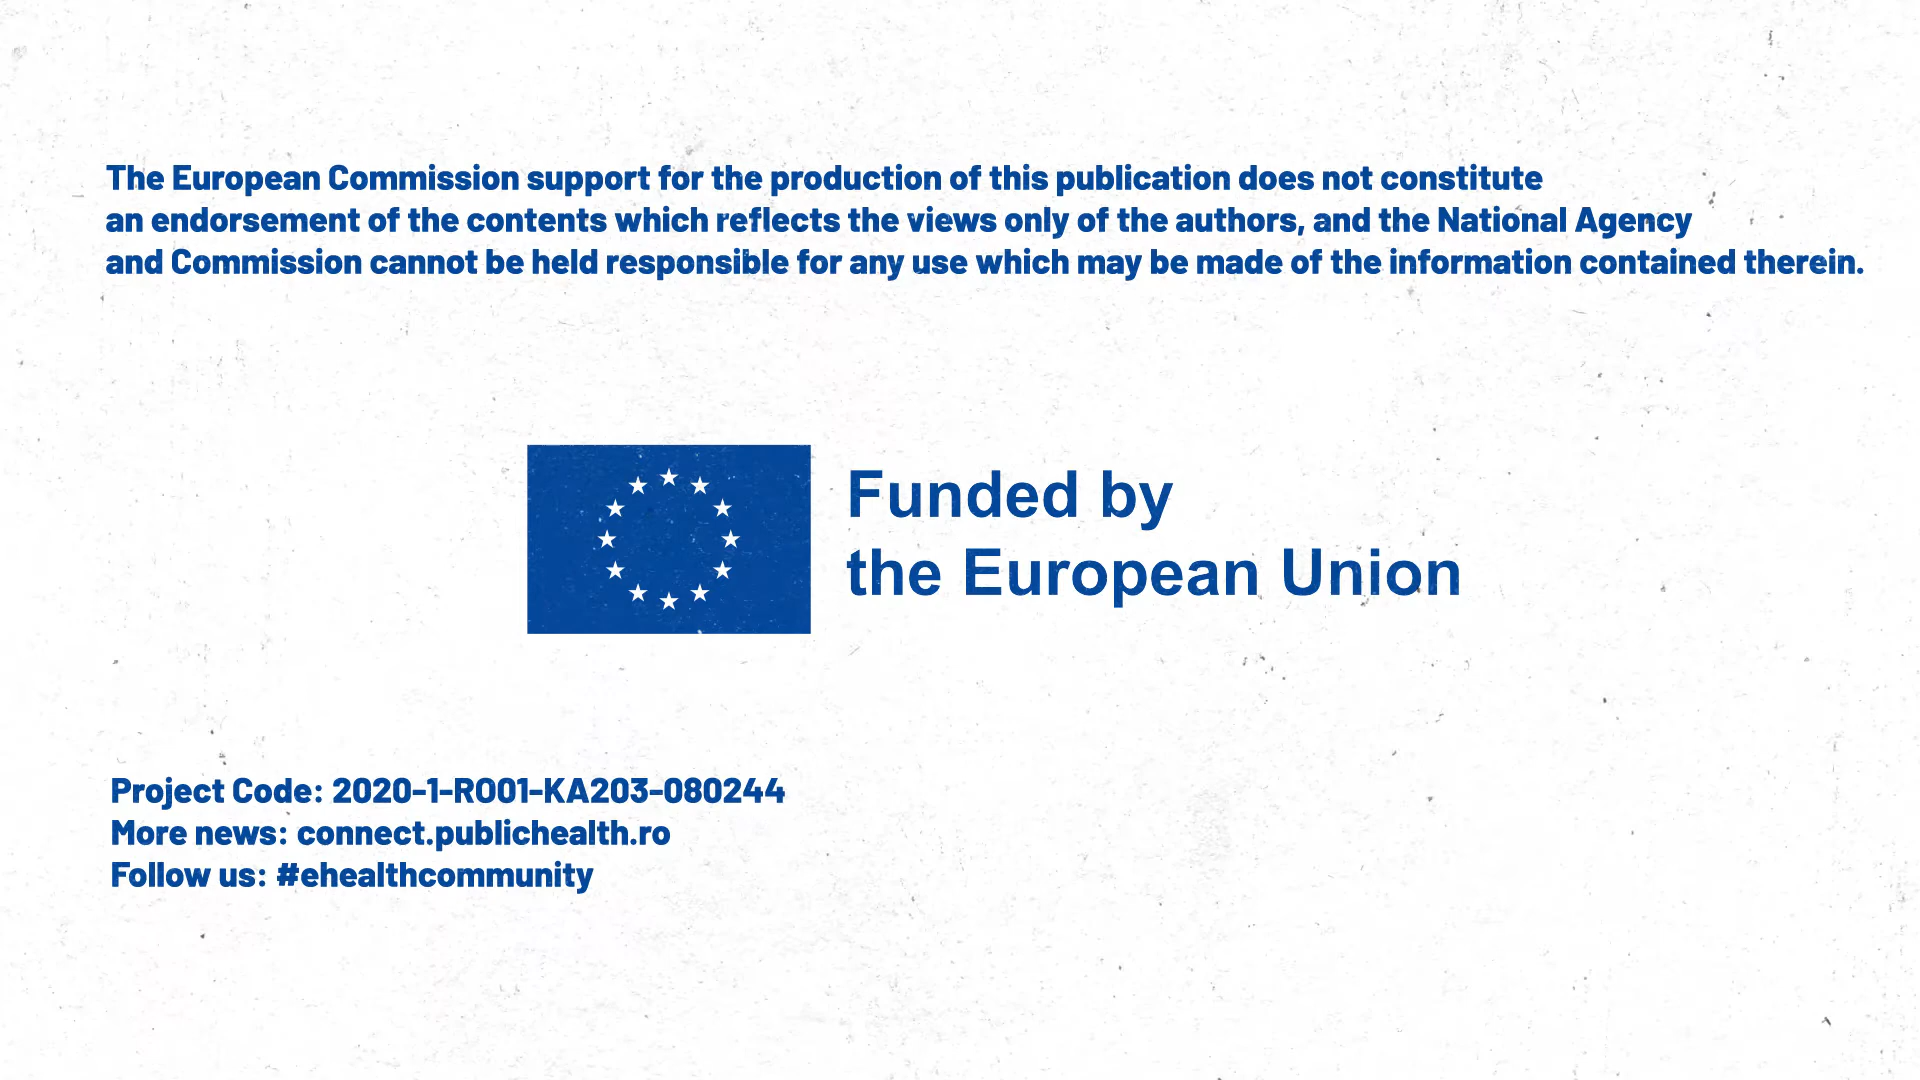 The European Commission support for the production of this publication does not constitute
an endorsement of the contents which reflects the views only of the authors, and the National Agency
and Commission cannot be held responsible for any use which may be made of the information contained therein.
Funded by
the European Union
Project Code: 2020-1-RO01-KA203-080244
More news: connect.publichealth.ro
Follow us: #ehealthcommunity